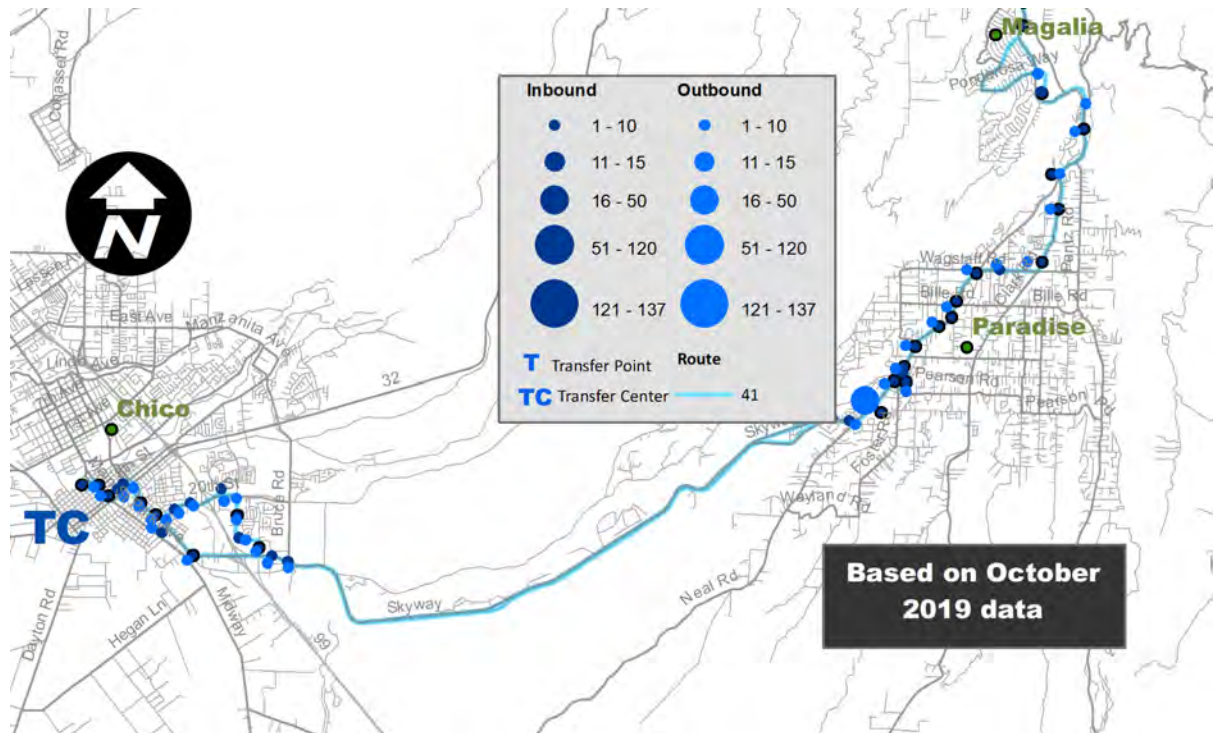 Magalia
Ponderosa Way
Cohasset Rd
Inbound
Outbound
1 - 10
1 - 10
11 - 15
11 - 15
16 - 50
16 - 50
51 - 120
51 - 120
121 - 137
121 - 137
T Transfer Point
Route
TC Transfer Center
41
N
Pentz Rd
Wagstaff Rd
Bille Rd
Bille Rd
Paradise
Pearson Rd
Pearson Rd
East Ave
Manzanita Ave
32
Chico
Skyway
Foster Rd
Wayland Rd
20th St
Bruce Rd
TC
Neal Rd
Based on October
2019 data
Skyway
Dayton Rd
Hegan Ln
Midway
99